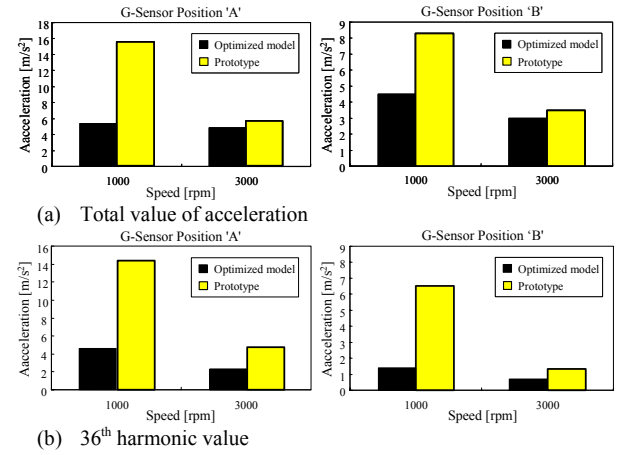 G-Sensor Position 'A'
Aacceleration [m/s²]
18
16
14
12
10
8
6
4
2
0
Optimized model
Prototype
1000
3000
Speed [rpm]
G-Sensor Position ‘B'
Aacceleration [m/s²]
9
8
7
6
5
4
3
2
1
0
Optimized model
Prototype
1000
3000
Speed [rpm]
(a) Total value of acceleration
G-Sensor Position 'A'
Aacceleration [m/s²]
16
14
12
10
8
6
4
2
0
Optimized model
Prototype
1000
3000
Speed [rpm]
G-Sensor Position ‘B'
Aacceleration [m/s²]
9
8
7
6
5
4
3
2
1
0
Optimized model
Prototype
1000
3000
Speed [rpm]
(b) 36th harmonic value